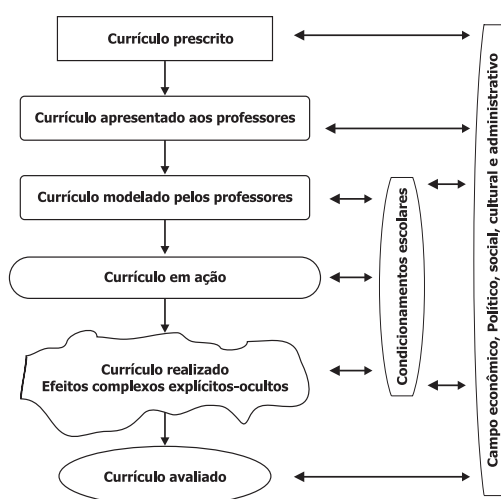 Currículo prescrito
Currículo apresentado aos professores
Currículo modelado pelos professores
Currículo em ação
Currículo realizado
Efeitos complexos explícitos-ocultos
Currículo avaliado
Condicionamentos escolares
Campo econômico, Político, social, cultural e administrativo